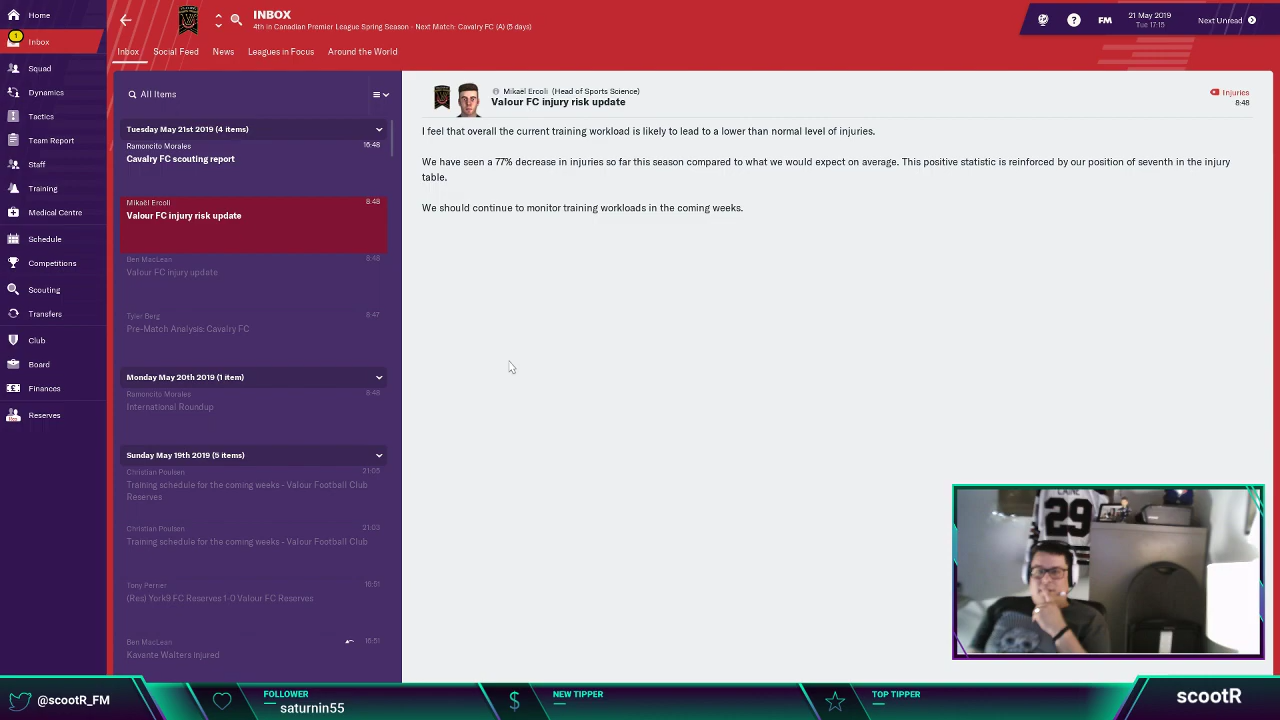 Home
1
Inbox
Squad
Dynamics
Tactics
Team Report
Staff
Training
Medical Centre
Schedule
Competitions
Scouting
Transfers
Club
Board
Finances
Reserves
INBOX
4th in Canadian Premier League Spring Season - Next Match: Cavalry FC (A) (5 days)
FM
21 May 2019
Tue 17:15
Next Unread
Inbox Social Feed News Leagues in Focus Around the World
All Items
Tuesday May 21st 2019 (4 items)
Ramoncito Morales 16:48
Cavalry FC scouting report
Mikaël Ercoli 8:48
Valour FC injury risk update
Ben MacLean 8:48
Valour FC injury update
Tyler Berg 8:47
Pre-Match Analysis: Cavalry FC
Monday May 20th 2019 (1 item)
Ramoncito Morales 8:48
International Roundup
Sunday May 19th 2019 (5 items)
Christian Poulsen 21:03
Training schedule for the coming weeks - Valour Football Club
Reserves
Christian Poulsen 21:03
Training schedule for the coming weeks - Valour Football Club
Tony Perrier 16:51
(Res) York9 FC Reserves 1-0 Valour FC Reserves
Ben MacLean 16:51
Kavante Walters injured
Mikaël Ercoli (Head of Sports Science)
Valour FC injury risk update
Injuries
8:48
I feel that overall the current training workload is likely to lead to a lower than normal level of injuries.
We have seen a 77% decrease in injuries so far this season compared to what we would expect on average. This positive statistic is reinforced by our position of seventh in the injury
table.
We should continue to monitor training workloads in the coming weeks.
LAINE
29
@scootR_FM
FOLLOWER
saturnin55
NEW TIPPER
TOP TIPPER
scootR